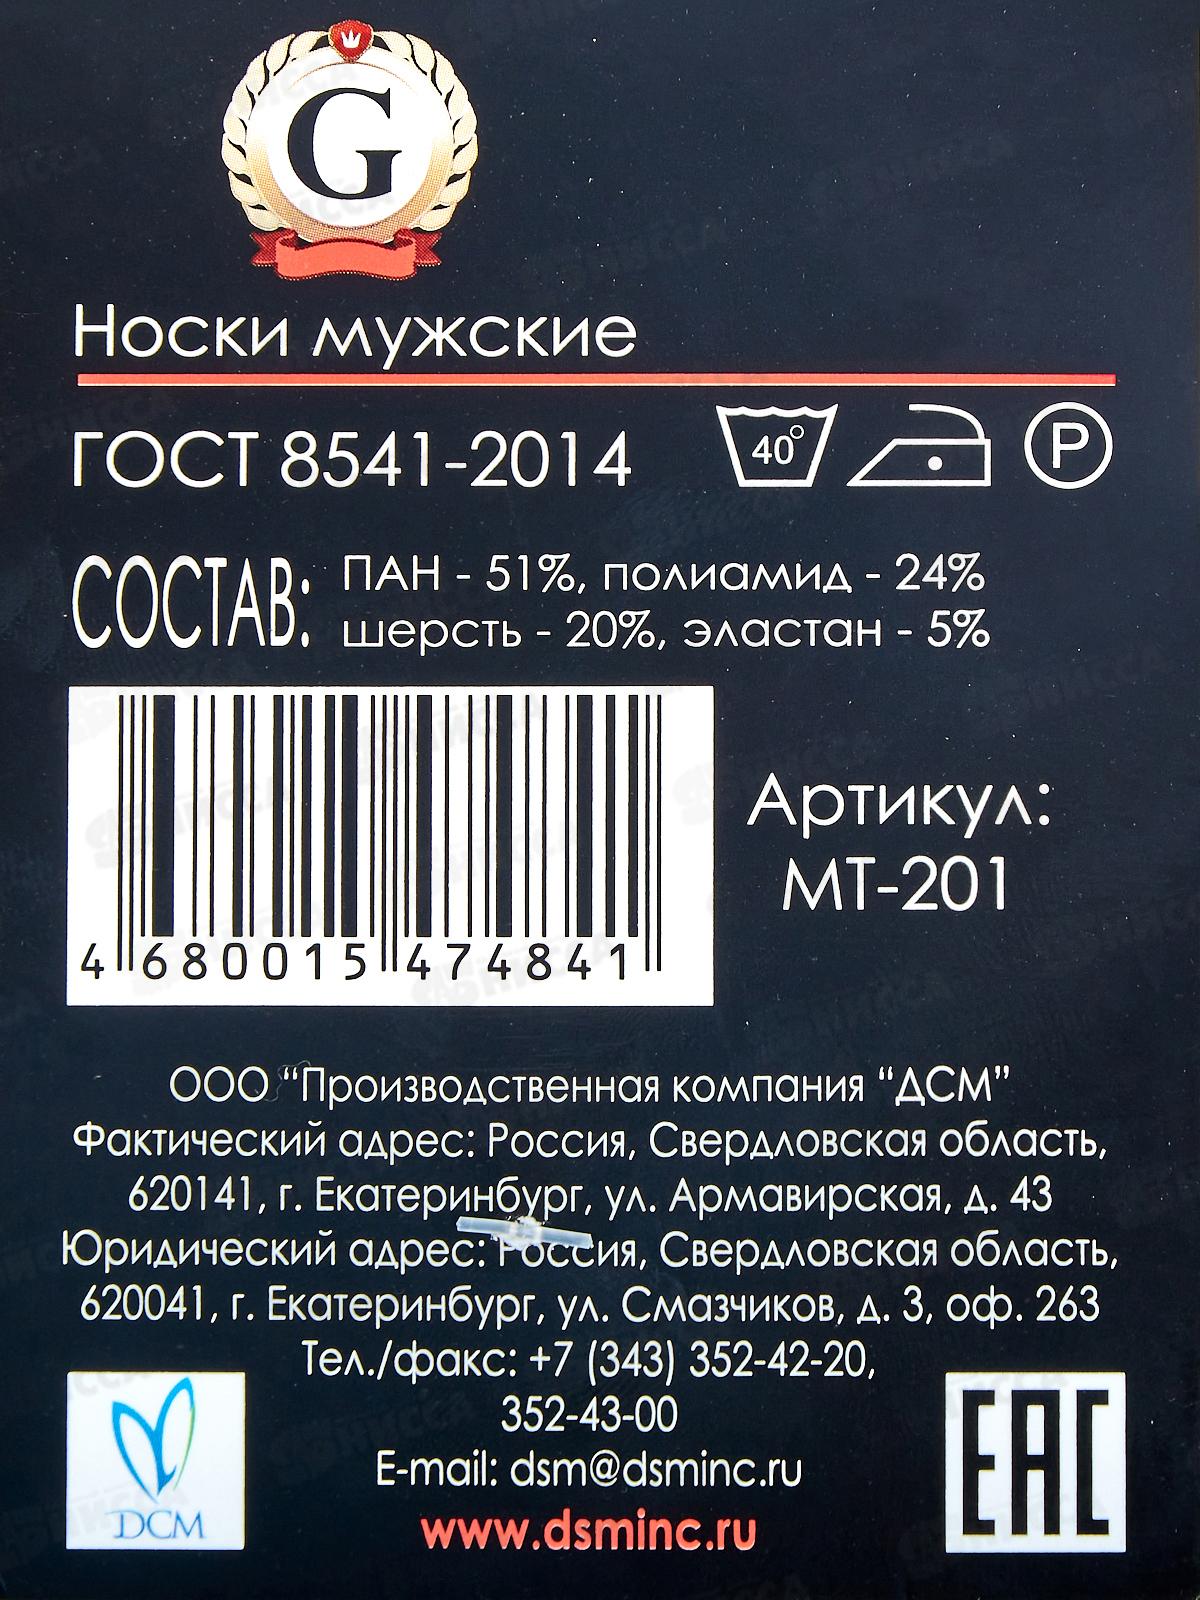 G
Носки мужские
ГОСТ 8541-2014
40° P
СОСТАВ: ПАН - 51%, полиамид - 24%
шерсть - 20%, эластан - 5%
Артикул:
МТ-201
4 680015 474841
ООО “Производственная компания “ДСМ”
Фактический адрес: Россия, Свердловская область,
620141, г. Екатеринбург, ул. Армавирская, д. 43
Юридический адрес: Россия, Свердловская область,
620041, г. Екатеринбург, ул. Смазчиков, д. 3, оф. 263
Тел./факс: +7 (343) 352-42-20,
352-43-00
E-mail: dsm@dsminc.ru
www.dsminc.ru
ДСМ
EAC